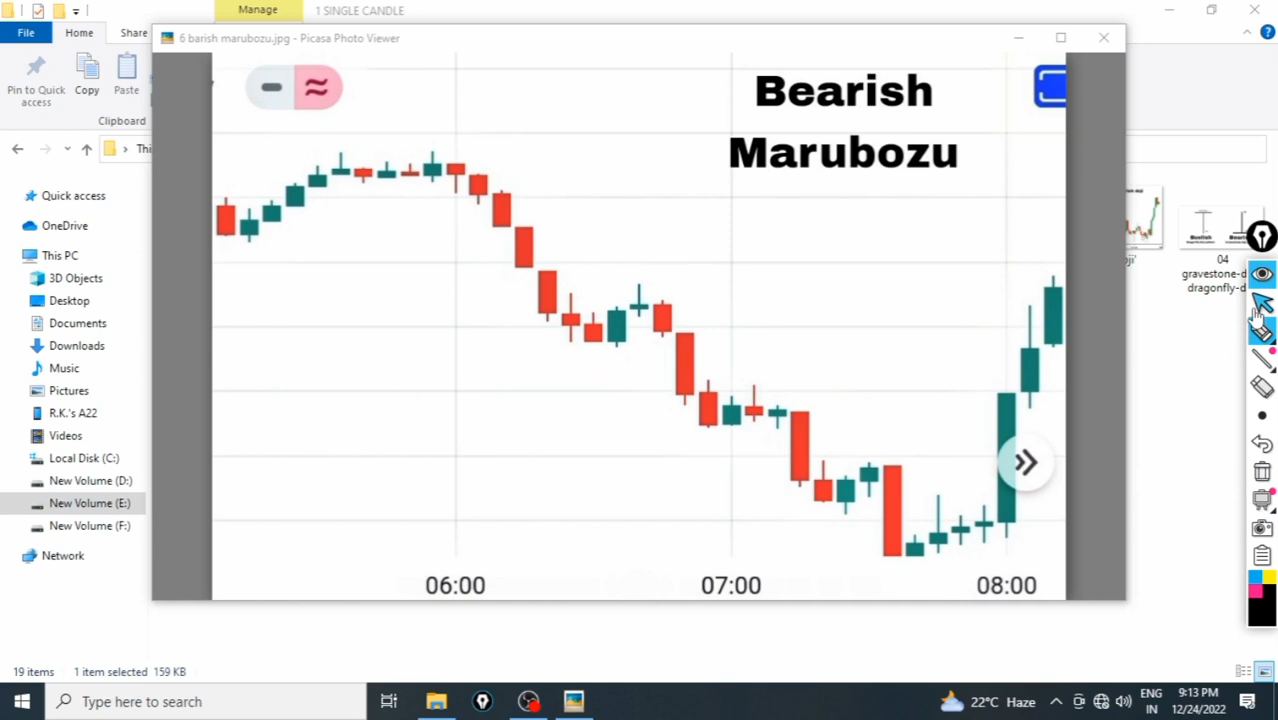 Manage
1 SINGLE CANDLE
File
Home
Share
Pin to Quick
access
Copy
Paste
Clipboard
6 barish marubozu.jpg - Picasa Photo Viewer
Bearish
Marubozu
06:00
07:00
08:00
Quick access
OneDrive
This PC
3D Objects
Desktop
Documents
Downloads
Music
Pictures
R.K.'s A22
Videos
Local Disk (C:)
New Volume (D:)
New Volume (E:)
New Volume (F:)
Network
04
gravestone-d
dragonfly-d
19 items
1 item selected 159 KB
Type here to search
22°C Haze
ENG
IN
9:13 PM
12/24/2022